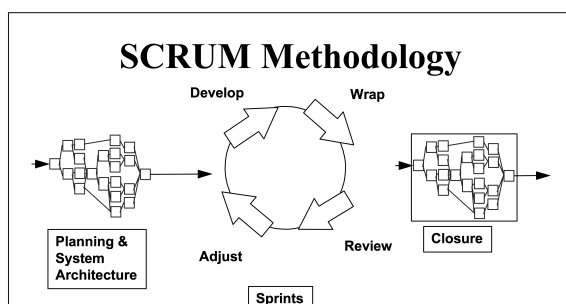 SCRUM Methodology
Develop
Wrap
Planning &
System
Architecture
Adjust
Review
Closure
Sprints